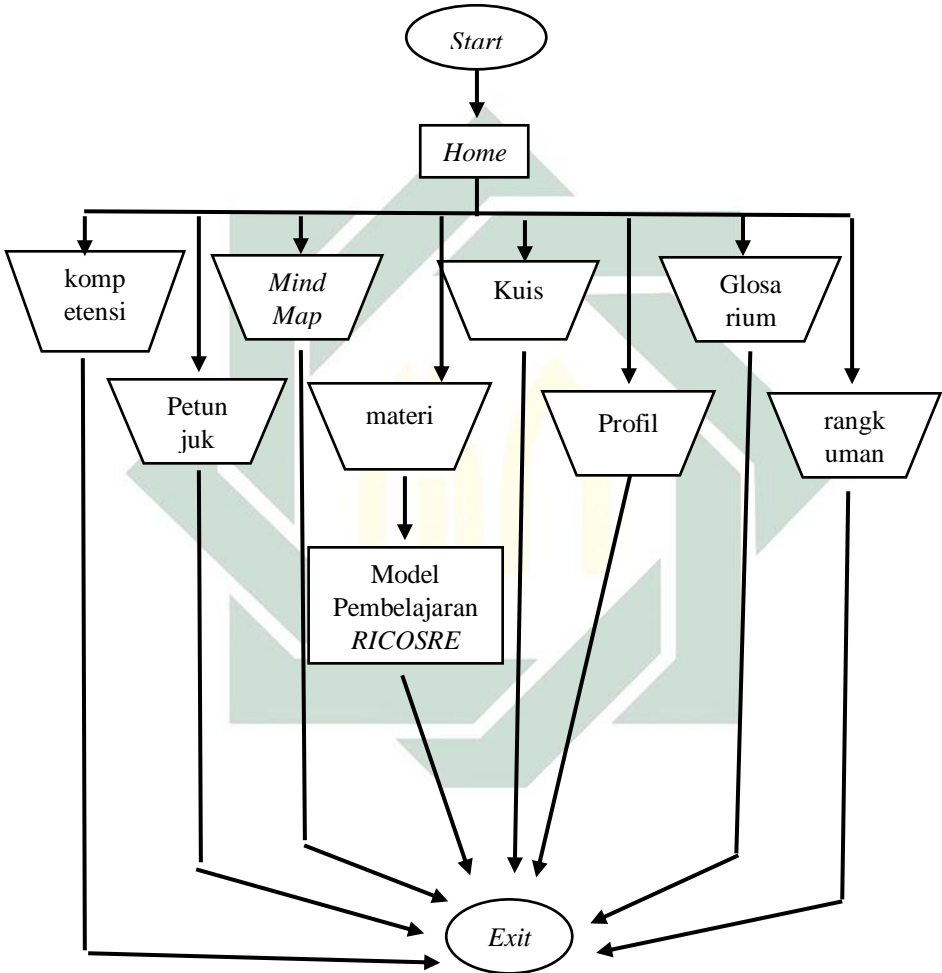 Start
Home
komp
etensi
Mind
Map
Kuis
Glosa
rium
Petun
juk
materi
Profil
rangk
uman
Model
Pembelajaran
RICOSRE
Exit